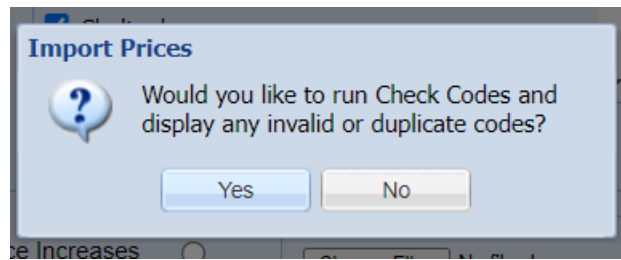 Import Prices
Would you like to run Check Codes and
display any invalid or duplicate codes?
Yes No
ce Increases